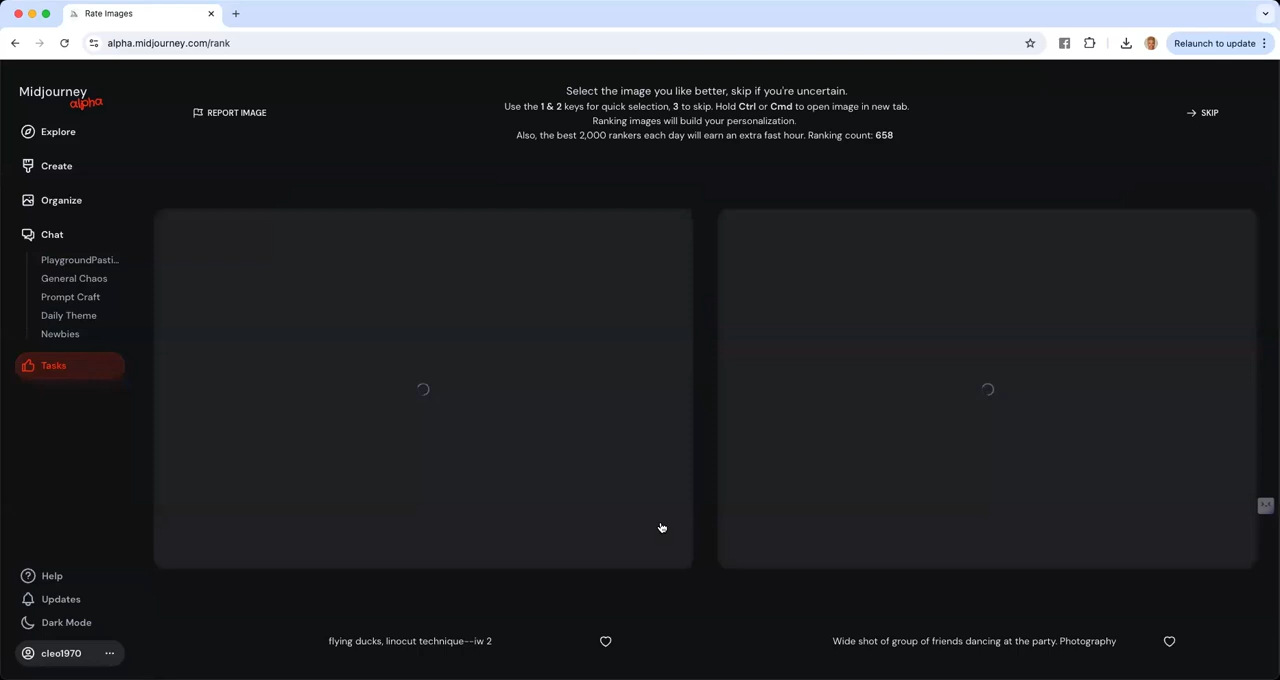 Rate Images
alpha.midjourney.com/rank
Relaunch to update
Midjourney
alpha
Explore
Create
Organize
Chat
PlaygroundPasti...
General Chaos
Prompt Craft
Daily Theme
Newbies
Tasks
Help
Updates
Dark Mode
cleo1970
REPORT IMAGE
Select the image you like better, skip if you're uncertain.
Use the 1 & 2 keys for quick selection, 3 to skip. Hold Ctrl or Cmd to open image in new tab.
Ranking images will build your personalization.
Also, the best 2,000 rankers each day will earn an extra fast hour. Ranking count: 658
SKIP
flying ducks, linocut technique--iw 2
Wide shot of group of friends dancing at the party. Photography